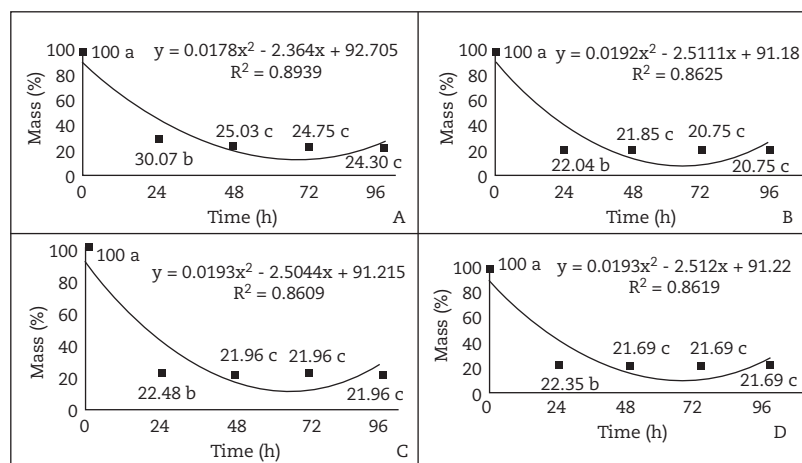 100
100 a
y = 0.0178x² - 2.364x + 92.705
R² = 0.8939
80
60
40
20
0
Mass (%)
30.07 b
25.03 c
24.75 c
24.30 c
0 24 48 72 96
Time (h)
A
100
100 a
y = 0.0192x² - 2.5111x + 91.18
R² = 0.8625
80
60
40
20
0
Mass (%)
22.04 b
21.85 c
20.75 c
20.75 c
0 24 48 72 96
Time (h)
B
100
100 a
y = 0.0193x² - 2.5044x + 91.215
R² = 0.8609
80
60
40
20
0
Mass (%)
22.48 b
21.96 c
21.96 c
21.96 c
0 24 48 72 96
Time (h)
C
100
100 a
y = 0.0193x² - 2.512x + 91.22
R² = 0.8619
80
60
40
20
0
Mass (%)
22.35 b
21.69 c
21.69 c
21.69 c
0 24 48 72 96
Time (h)
D